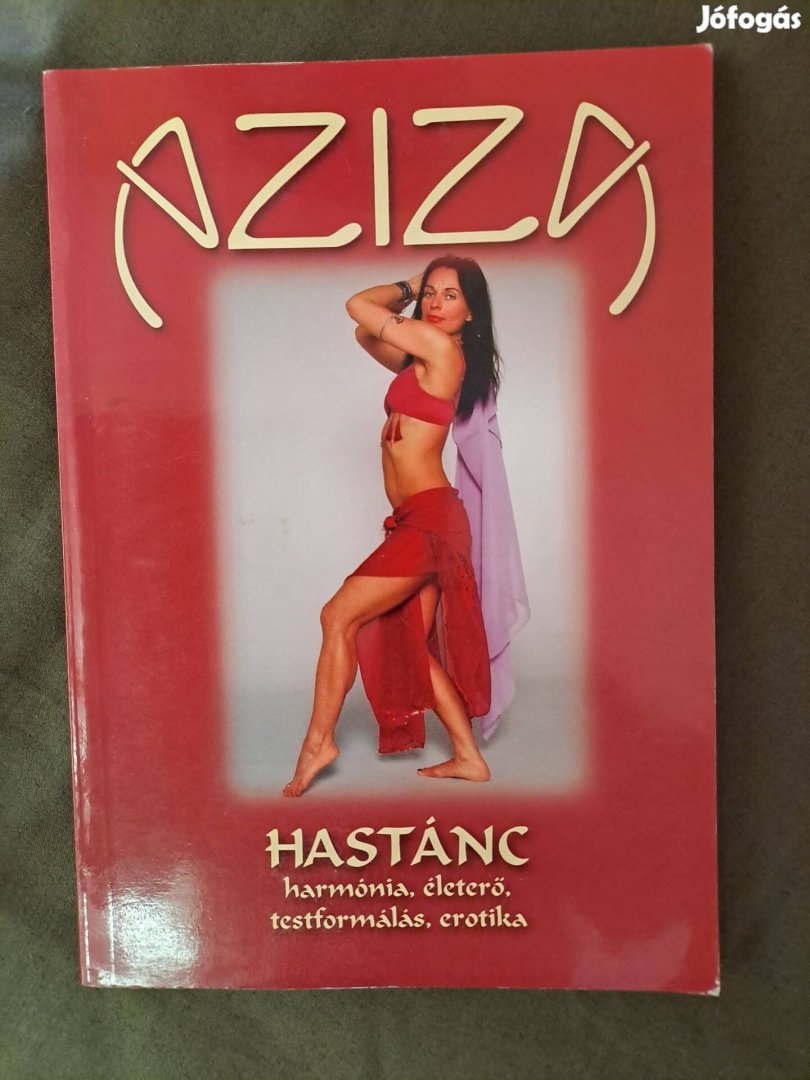 Jófogás
AZIZA
HASTÁNC
harmónia, életerő,
testformálás, erotika